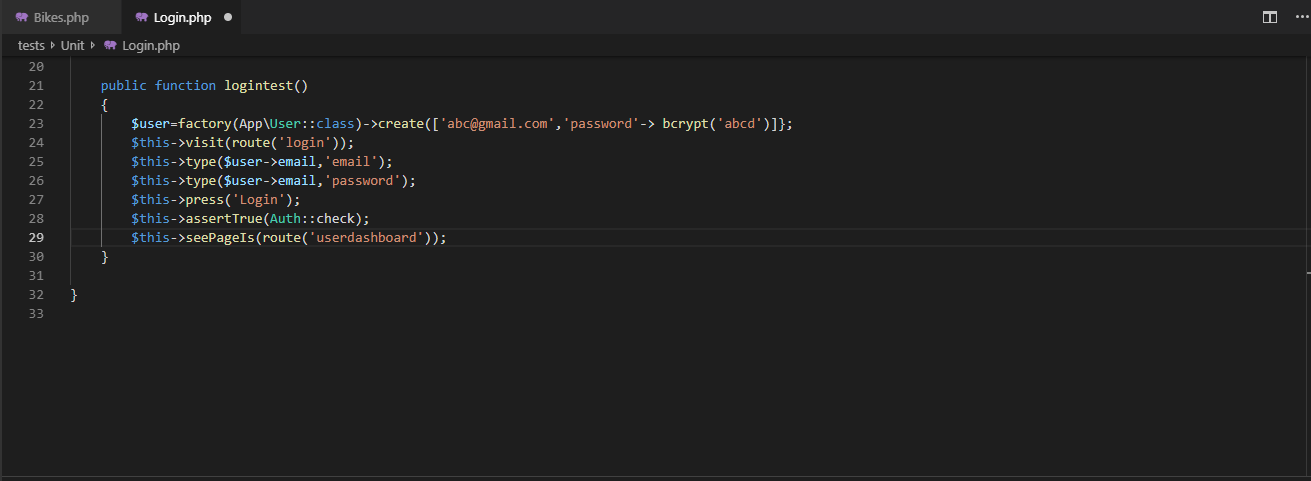 Bikes.php Login.php
tests Unit Login.php
20
21 public function logintest()
22 {
23 $user=factory(App\User::class)->create(['abc@gmail.com','password'-> bcrypt('abcd')]};
24 $this->visit(route('login'));
25 $this->type($user->email,'email');
26 $this->type($user->email,'password');
27 $this->press('Login');
28 $this->assertTrue(Auth::check);
29 $this->seePageIs(route('userdashboard'));
30 }
31
32 }
33